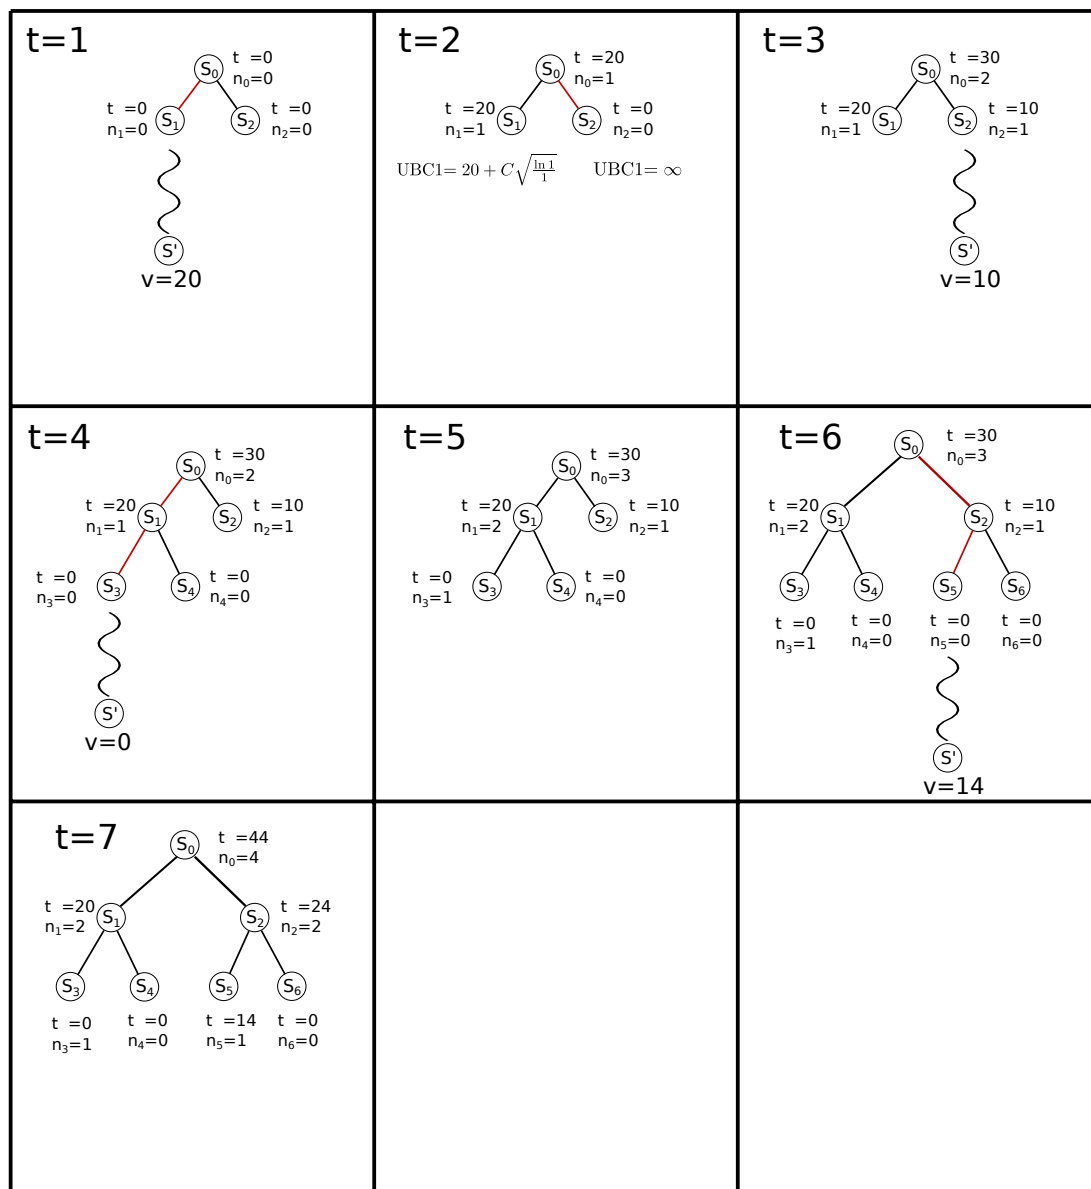 t=1
S0
t =0
n0=0
t =0
n1=0
S1
S2
t =0
n2=0
S'
v=20
t=2
S0
t =20
n0=1
t =20
n1=1
S1
S2
t =0
n2=0
UBC1= 20 + C√(ln 1/1)
UBC1= ∞
t=3
S0
t =30
n0=2
t =20
n1=1
S1
S2
t =10
n2=1
S'
v=10
t=4
S0
t =30
n0=2
t =20
n1=1
S1
S2
t =10
n2=1
t =0
n3=0
S3
S4
t =0
n4=0
S'
v=0
t=5
S0
t =30
n0=3
t =20
n1=2
S1
S2
t =10
n2=1
t =0
n3=1
S3
S4
t =0
n4=0
t=6
S0
t =30
n0=3
t =20
n1=2
S1
S2
t =10
n2=1
S3
S4
S5
S6
t =0
n3=1
t =0
n4=0
t =0
n5=0
t =0
n6=0
S'
v=14
t=7
S0
t =44
n0=4
t =20
n1=2
S1
S2
t =24
n2=2
S3
S4
S5
S6
t =0
n3=1
t =0
n4=0
t =14
n5=1
t =0
n6=0